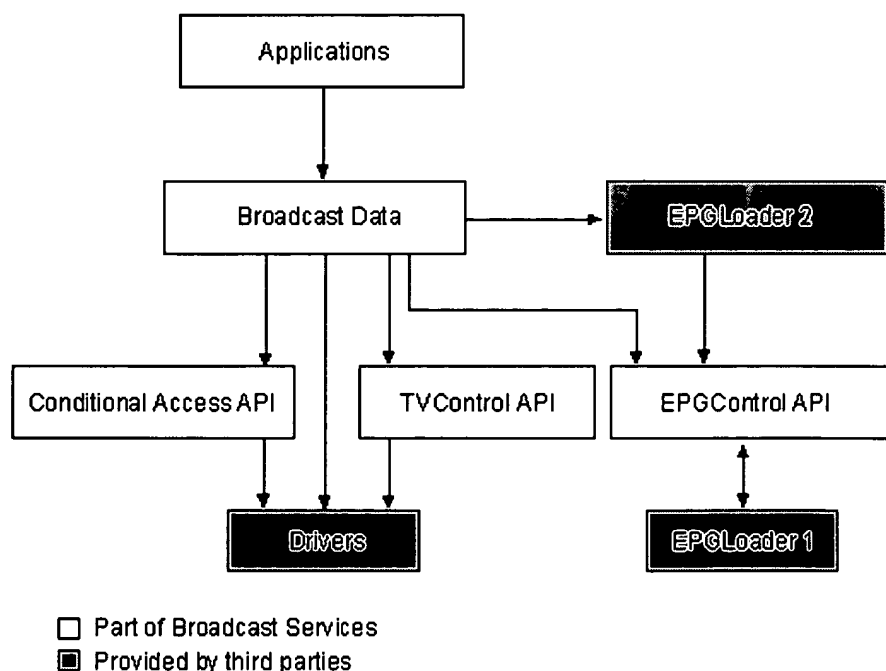 Applications
Broadcast Data
EPGLoader 2
Conditional Access API
TVControl API
EPGControl API
Drivers
EPGLoader 1
Part of Broadcast Services
Provided by third parties